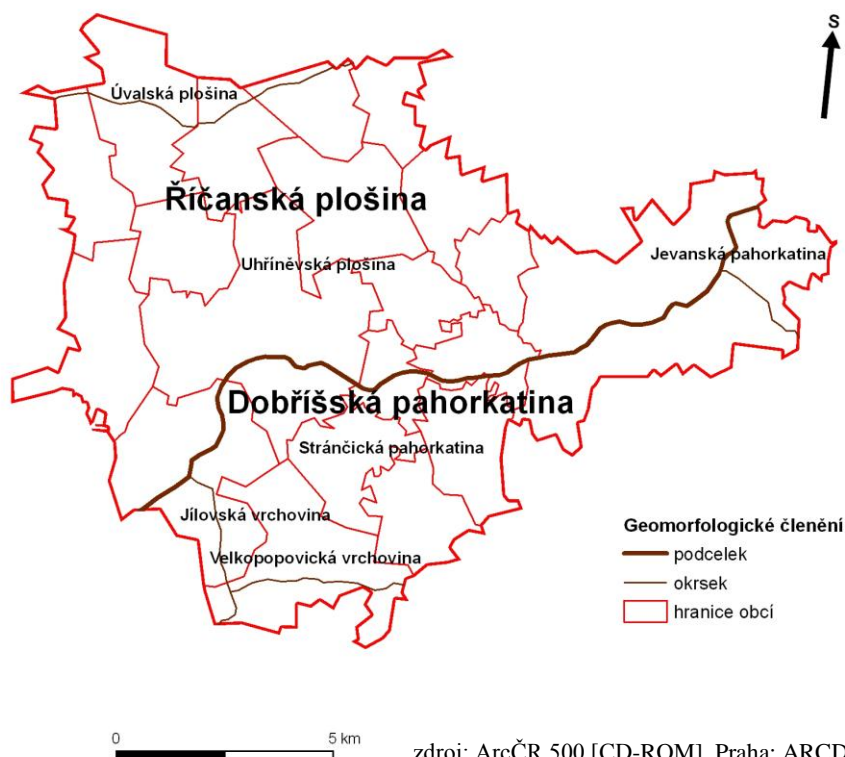 S
Úvalská plošina
Říčanská plošina
Jevanská pahorkatina
Uhříněvská plošina
Dobříšská pahorkatina
Stránčická pahorkatina
Jílovská vrchovina
Velkopopovická vrchovina
Geomorfologické členění
podcelek
okrsek
hranice obcí
0 5 km
zdroj: ArcČR 500 [CD-ROM]. Praha: ARCD